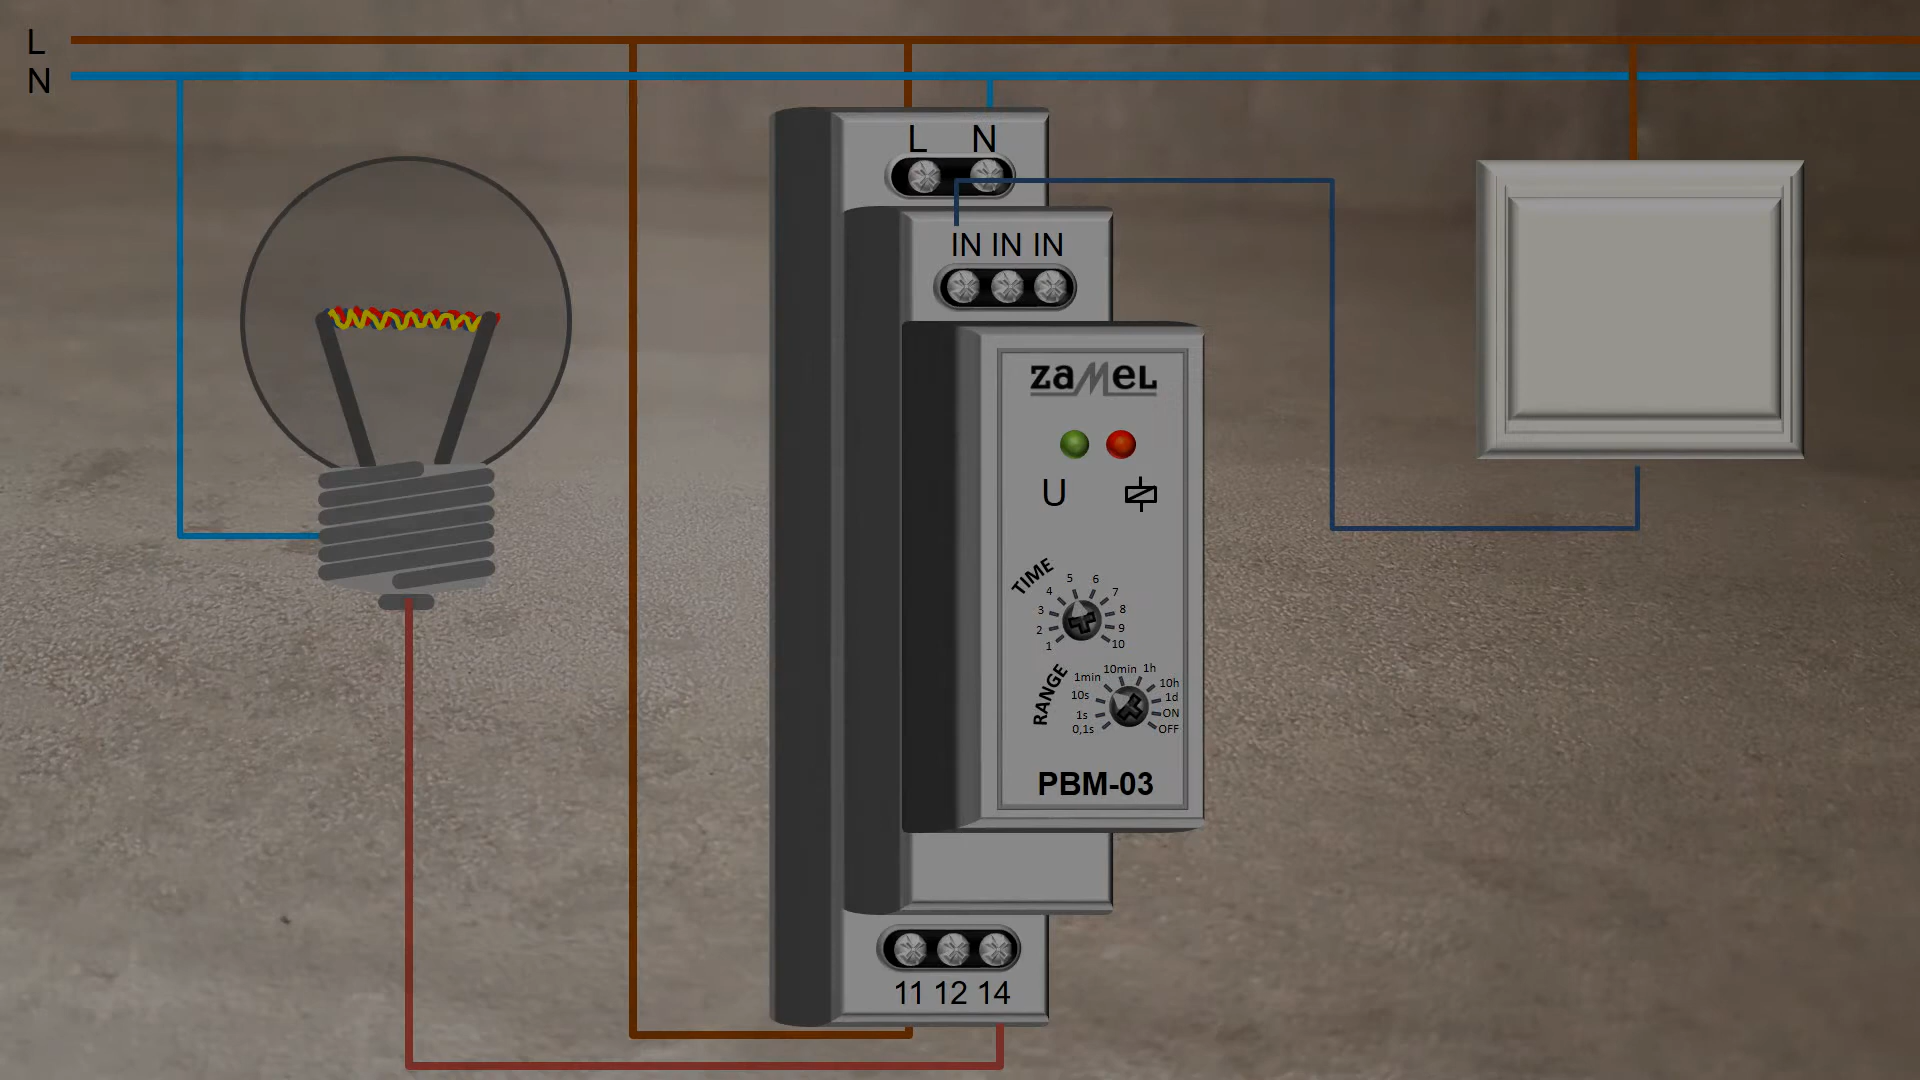 L
N
L N
IN IN IN
ZAMEL
U
TIME
1 2 3 4 5 6 7 8 9 10
RANGE
0,1s 1s 10s 1min 10min 1h 10h 1d ON OFF
PBM-03
11 12 14